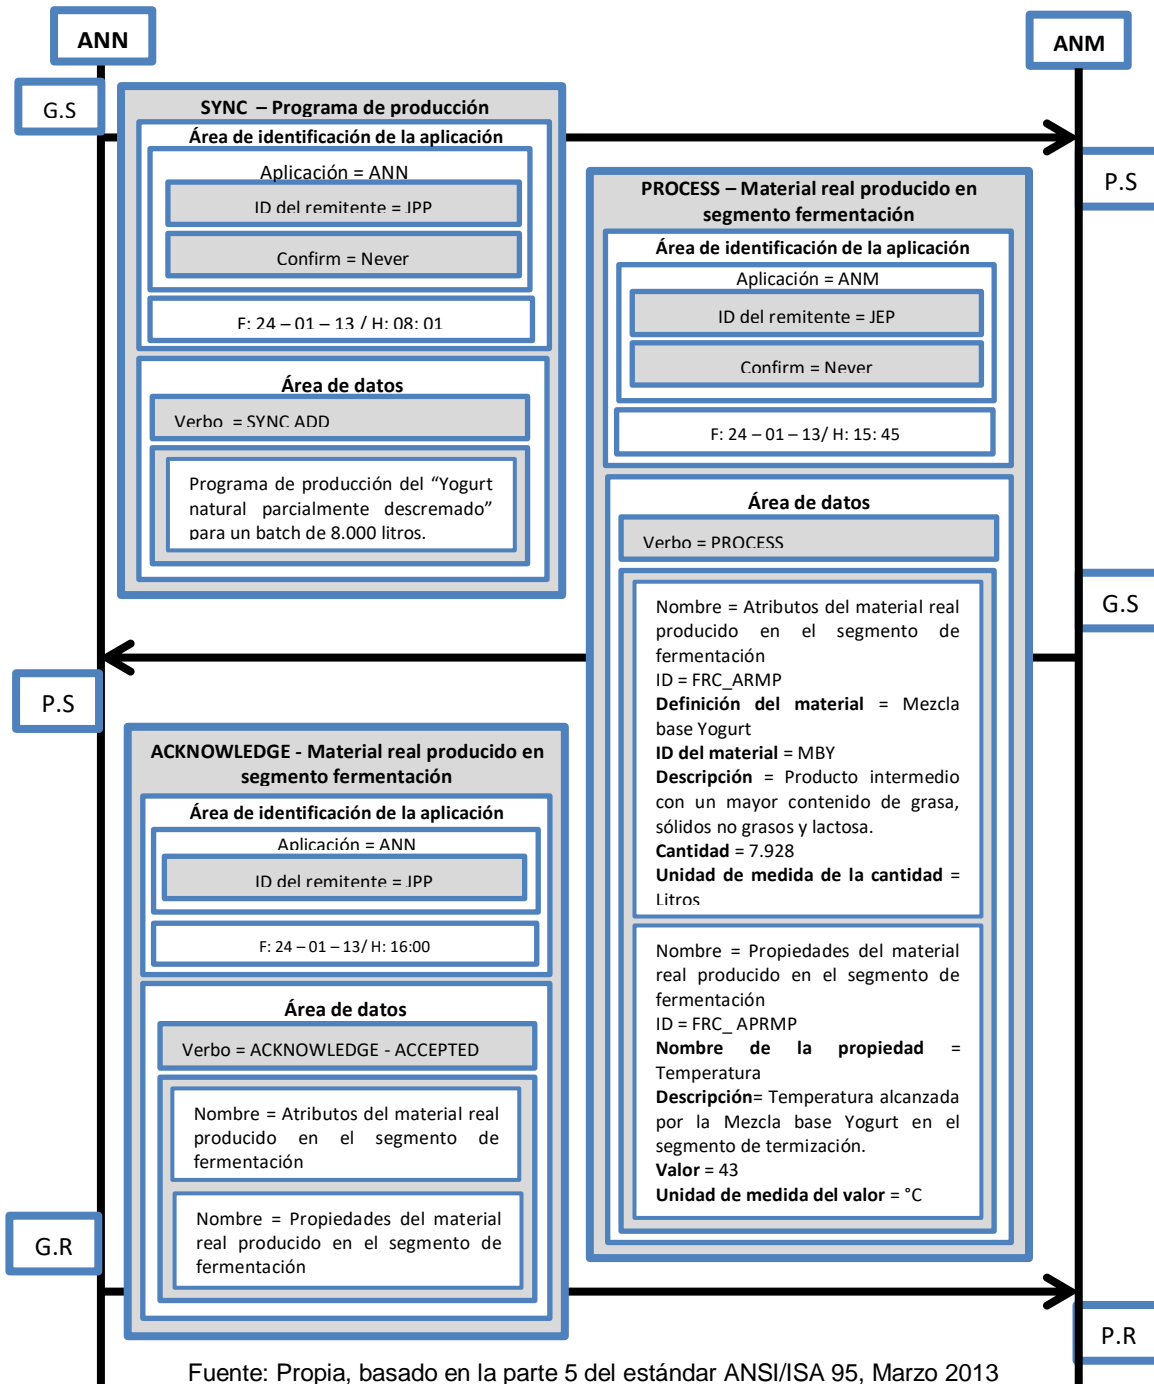 ANN
ANM
G.S
SYNC – Programa de producción
Área de identificación de la aplicación
Aplicación = ANN
ID del remitente = JPP
Confirm = Never
F: 24 – 01 – 13 / H: 08: 01
Área de datos
Verbo = SYNC ADD
Programa de producción del “Yogurt
natural parcialmente descremado”
para un batch de 8.000 litros.
P.S
PROCESS – Material real producido en
segmento fermentación
Área de identificación de la aplicación
Aplicación = ANM
ID del remitente = JEP
Confirm = Never
F: 24 – 01 – 13/ H: 15: 45
Área de datos
Verbo = PROCESS
Nombre = Atributos del material real
producido en el segmento de
fermentación
ID = FRC_ARMP
Definición del material = Mezcla
base Yogurt
ID del material = MBY
Descripción = Producto intermedio
con un mayor contenido de grasa,
sólidos no grasos y lactosa.
Cantidad = 7.928
Unidad de medida de la cantidad =
Litros
Nombre = Propiedades del material
real producido en el segmento de
fermentación
ID = FRC_ APRMP
Nombre de la propiedad =
Temperatura
Descripción= Temperatura alcanzada
por la Mezcla base Yogurt en el
segmento de termización.
Valor = 43
Unidad de medida del valor = °C
G.S
P.S
ACKNOWLEDGE - Material real producido en
segmento fermentación
Área de identificación de la aplicación
Aplicación = ANN
ID del remitente = JPP
F: 24 – 01 – 13/ H: 16:00
Área de datos
Verbo = ACKNOWLEDGE - ACCEPTED
Nombre = Atributos del material real
producido en el segmento de
fermentación
Nombre = Propiedades del material
real producido en el segmento de
fermentación
G.R
P.R
Fuente: Propia, basado en la parte 5 del estándar ANSI/ISA 95, Marzo 2013